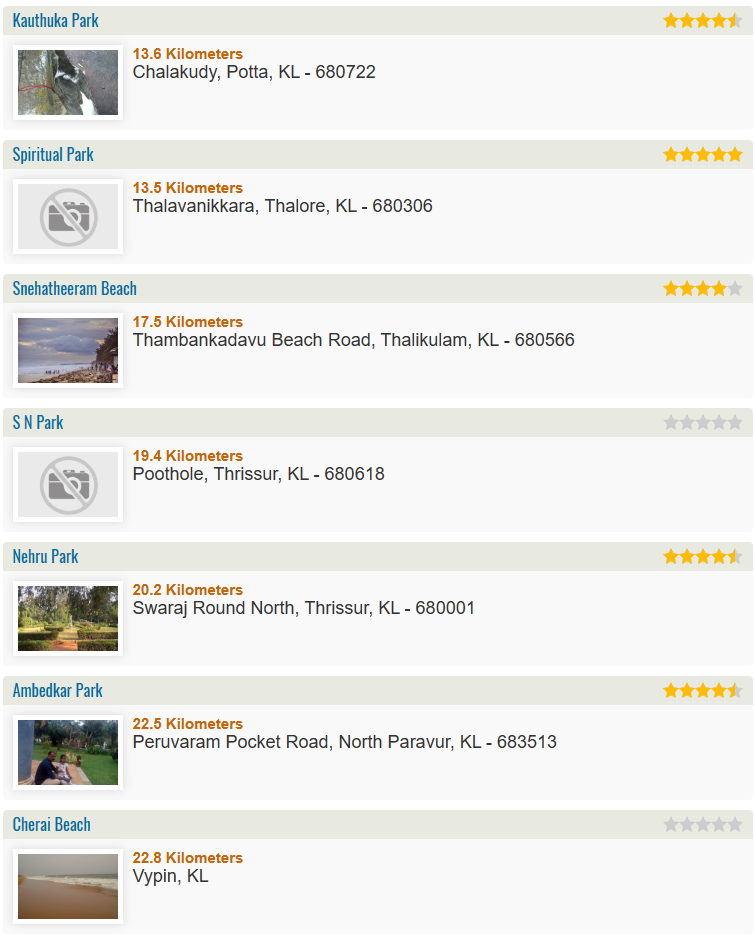 Kauthuka Park
13.6 Kilometers
Chalakudy, Potta, KL - 680722
Spiritual Park
13.5 Kilometers
Thalavanikkara, Thalore, KL - 680306
Snehatheeram Beach
17.5 Kilometers
Thambankadavu Beach Road, Thalikulam, KL - 680566
S N Park
19.4 Kilometers
Poothole, Thrissur, KL - 680618
Nehru Park
20.2 Kilometers
Swaraj Round North, Thrissur, KL - 680001
Ambedkar Park
22.5 Kilometers
Peruvaram Pocket Road, North Paravur, KL - 683513
Cherai Beach
22.8 Kilometers
Vypin, KL